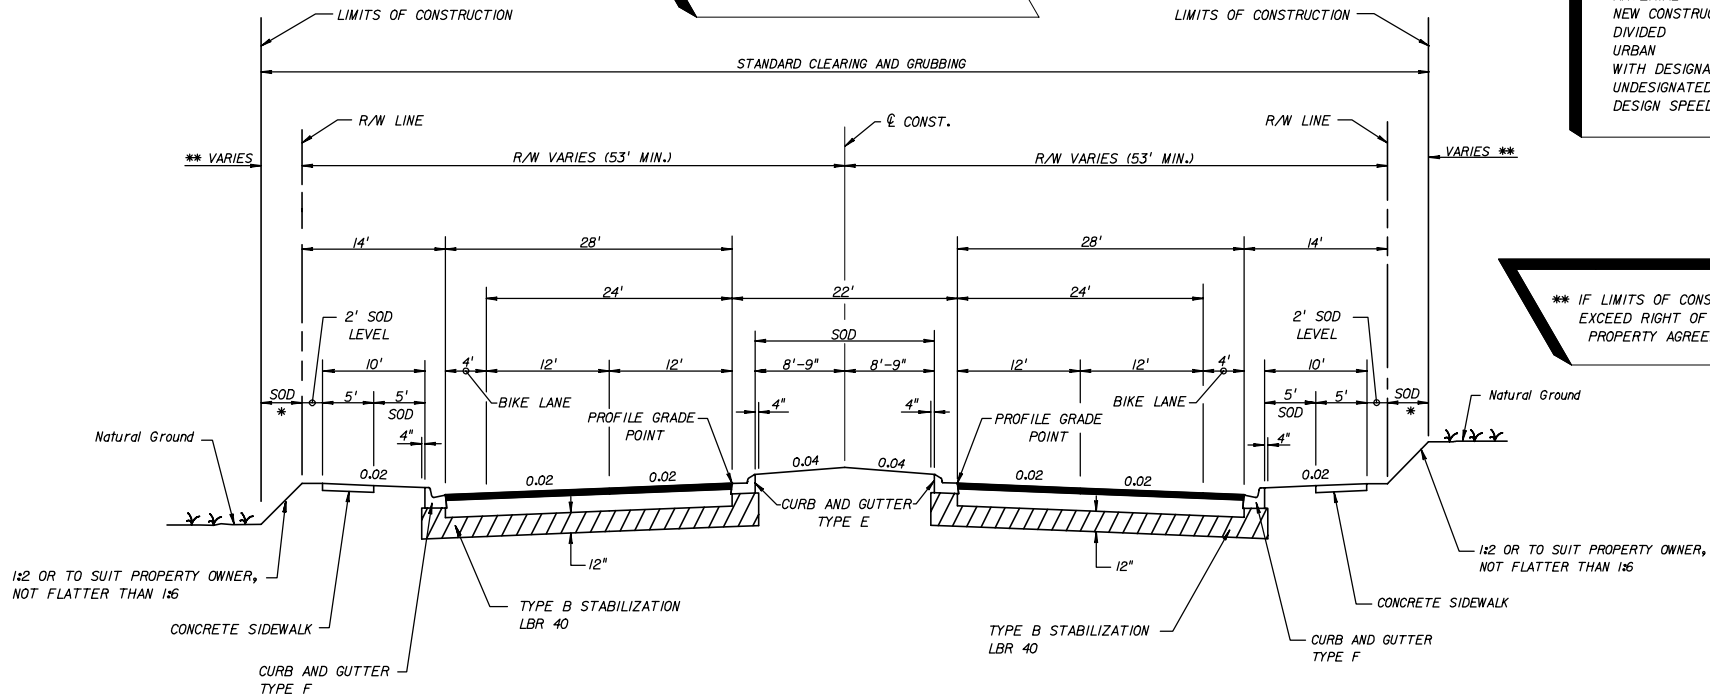 LIMITS OF CONSTRUCTION
LIMITS OF CONSTRUCTION
NEW CONSTRUC
DIVIDED
URBAN
WITH DESIGNA
UNDESIGNATED
DESIGN SPEED
STANDARD CLEARING AND GRUBBING
R/W LINE
℄ CONST.
R/W LINE
** VARIES
R/W VARIES (53' MIN.)
R/W VARIES (53' MIN.)
VARIES **
14'
28'
28'
14'
24'
22'
24'
** IF LIMITS OF CONS
EXCEED RIGHT OF
PROPERTY AGREE
2' SOD
LEVEL
SOD
2' SOD
LEVEL
10'
4'
12'
12'
8'-9"
8'-9"
12'
12'
4'
10'
SOD
*
5'
5'
SOD
BIKE LANE
4"
4"
BIKE LANE
5'
SOD
5'
SOD
*
Natural Ground
Natural Ground
4"
PROFILE GRADE
POINT
PROFILE GRADE
POINT
4"
0.02
0.02
0.02
0.04
0.04
0.02
0.02
0.02
CURB AND GUTTER
TYPE E
12"
12"
1:2 OR TO SUIT PROPERTY OWNER,
NOT FLATTER THAN 1:6
1:2 OR TO SUIT PROPERTY OWNER,
NOT FLATTER THAN 1:6
TYPE B STABILIZATION
LBR 40
CONCRETE SIDEWALK
CONCRETE SIDEWALK
TYPE B STABILIZATION
LBR 40
CURB AND GUTTER
TYPE F
CURB AND GUTTER
TYPE F